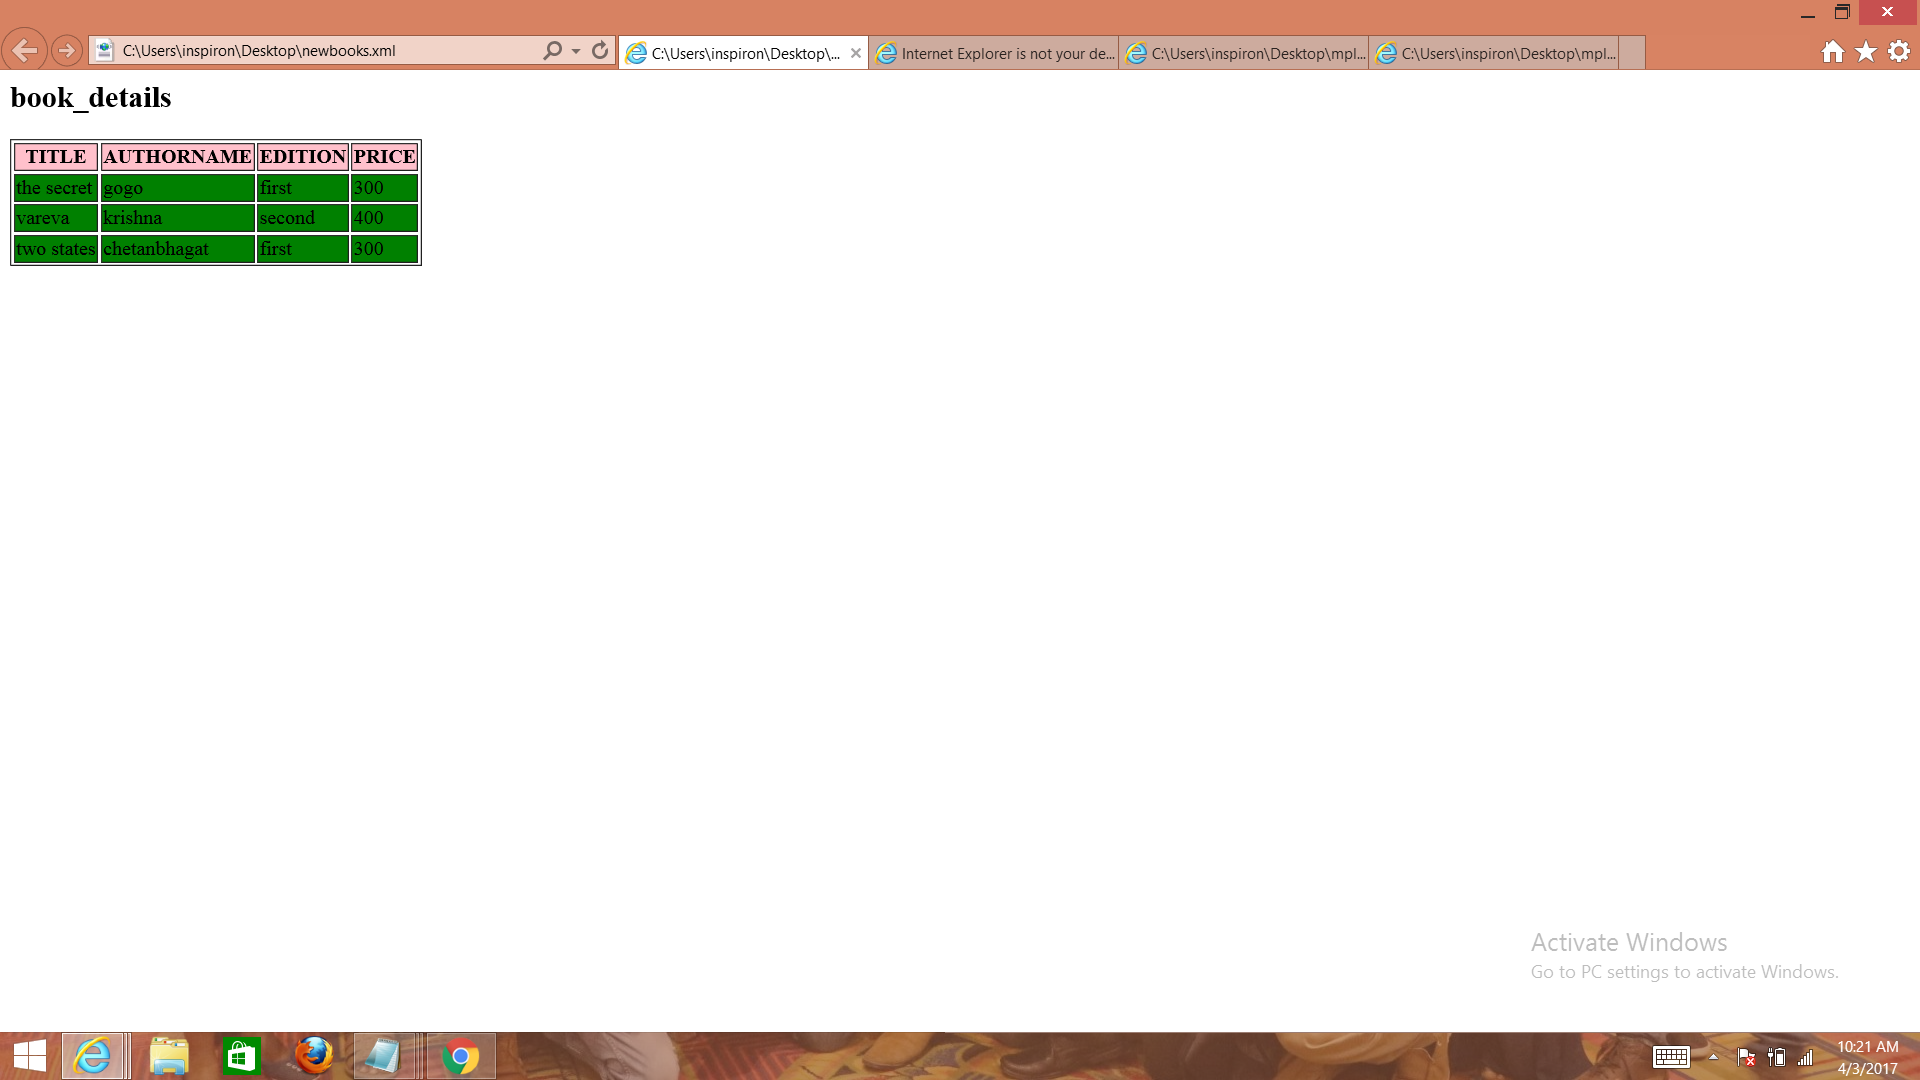 C:\Users\inspiron\Desktop\newbooks.xml
C:\Users\inspiron\Desktop\...
Internet Explorer is not your de...
C:\Users\inspiron\Desktop\mpl...
C:\Users\inspiron\Desktop\mpl...
book_details
TITLE AUTHORNAME EDITION PRICE
the secret gogo first 300
vareva krishna second 400
two states chetanbhagat first 300
Activate Windows
Go to PC settings to activate Windows.
10:21 AM
4/3/2017